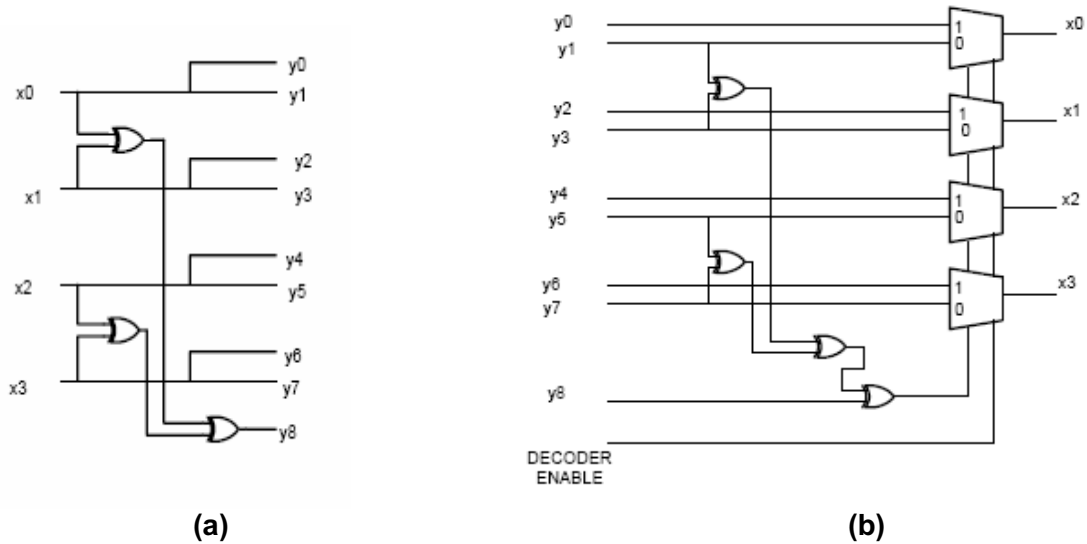 x0
y0
y1
x1
y2
y3
x2
y4
y5
x3
y6
y7
y8
(a)
y0
y1
1
0
x0
y2
y3
1
0
x1
y4
y5
1
0
x2
y6
y7
1
0
x3
y8
DECODER
ENABLE
(b)